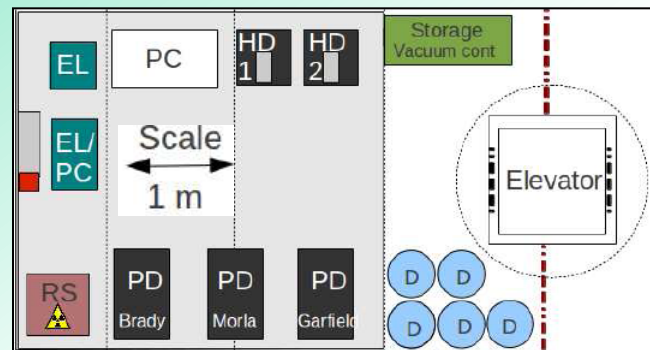 EL
PC
HD
1
HD
2
Storage
Vacuum cont
EL/
PC
Scale
1 m
Elevator
RS
PD
Brady
PD
Morla
PD
Garfield
D
D
D
D
D